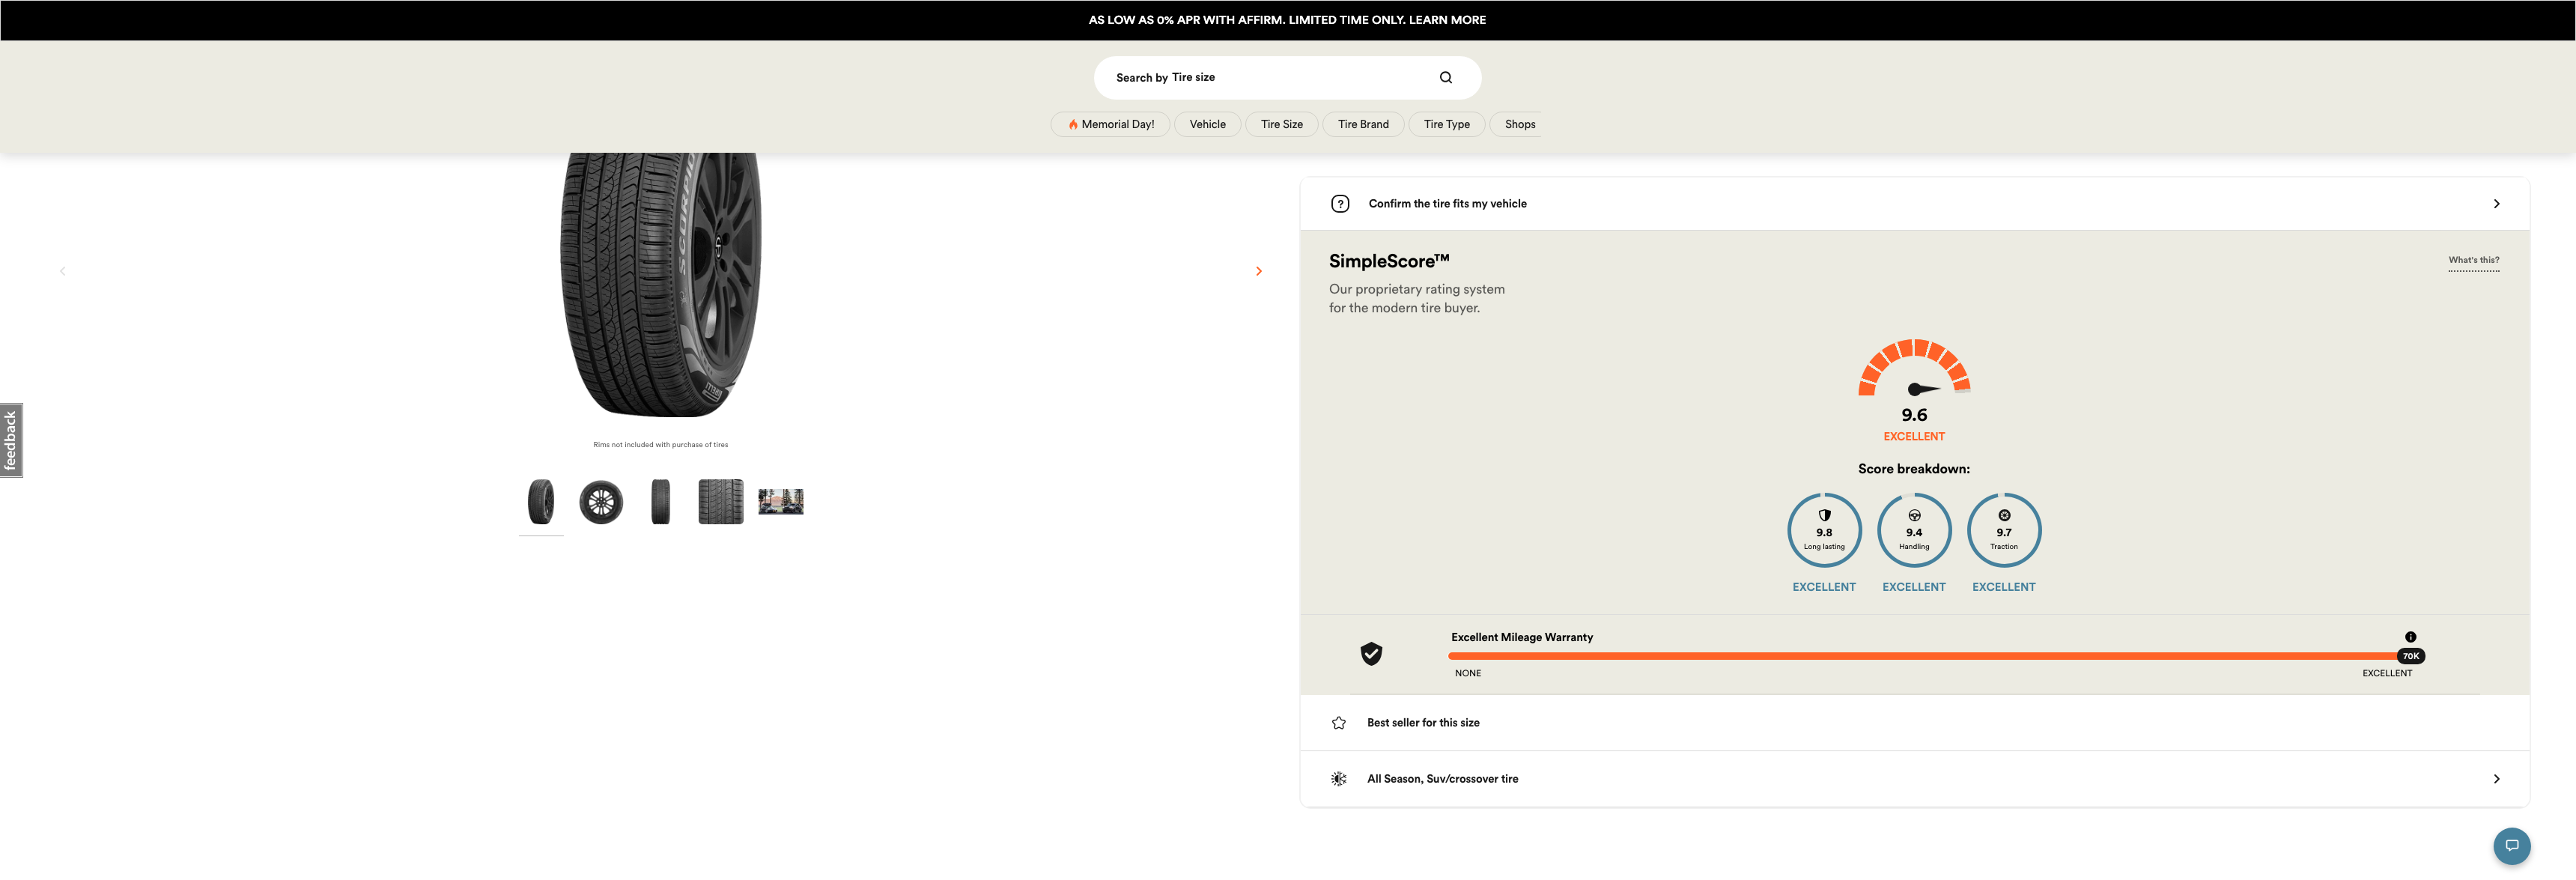 AS LOW AS 0% APR WITH AFFIRM. LIMITED TIME ONLY. LEARN MORE
Search by Tire size
Memorial Day!
Vehicle
Tire Size
Tire Brand
Tire Type
Shops
SCORPION
Rims not included with purchase of tires
feedback
Confirm the tire fits my vehicle
SimpleScore™
What's this?
Our proprietary rating system
for the modern tire buyer.
9.6
EXCELLENT
Score breakdown:
9.8
Long lasting
EXCELLENT
9.4
Handling
EXCELLENT
9.7
Traction
EXCELLENT
Excellent Mileage Warranty
70K
NONE
EXCELLENT
Best seller for this size
All Season, Suv/crossover tire